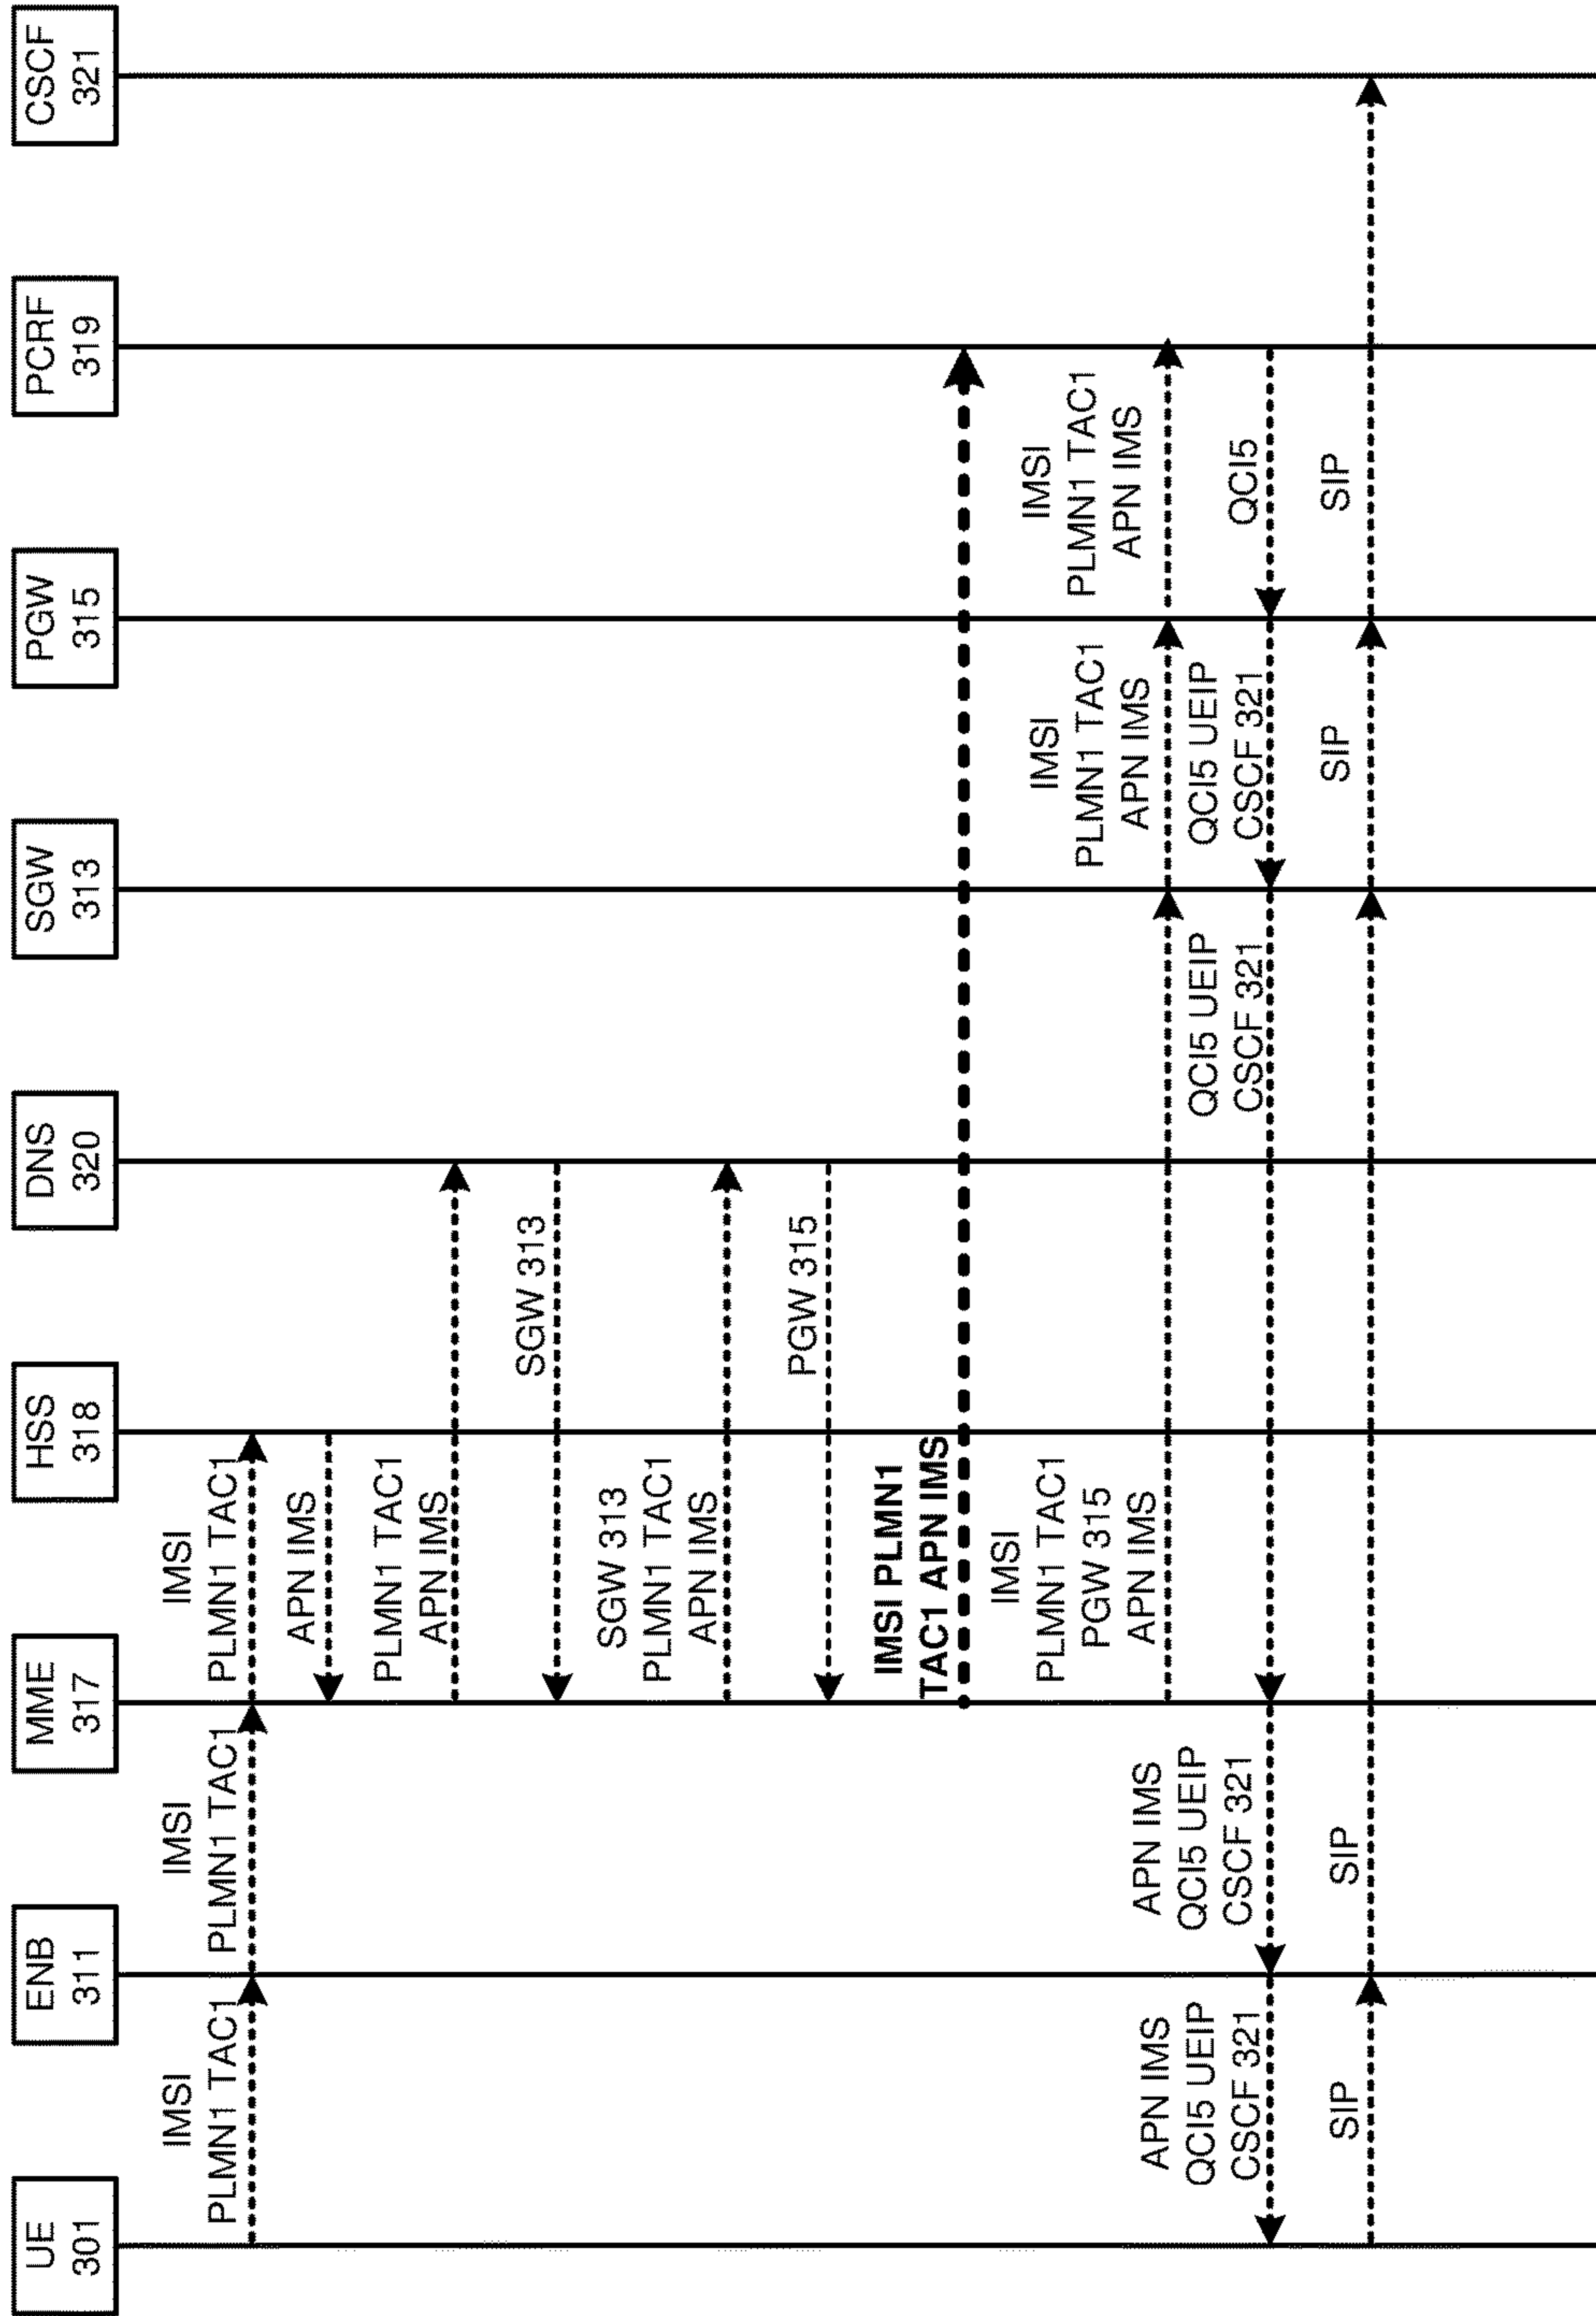 UE
301
ENB
311
MME
317
HSS
318
DNS
320
SGW
313
PGW
315
PCRF
319
CSCF
321
IMSI
PLMN1 TAC1
IMSI
PLMN1 TAC1
IMSI
PLMN1 TAC1
APN IMS
PLMN1 TAC1
APN IMS
SGW 313
SGW 313
PLMN1 TAC1
APN IMS
PGW 315
IMSI PLMN1
TAC1 APN IMS
IMSI
PLMN1 TAC1
PGW 315
APN IMS
IMSI
PLMN1 TAC1
APN IMS
IMSI
PLMN1 TAC1
APN IMS
APN IMS
QCI5 UEIP
CSCF 321
APN IMS
QCI5 UEIP
CSCF 321
QCI5 UEIP
CSCF 321
QCI5 UEIP
CSCF 321
QCI5
SIP
SIP
SIP
SIP